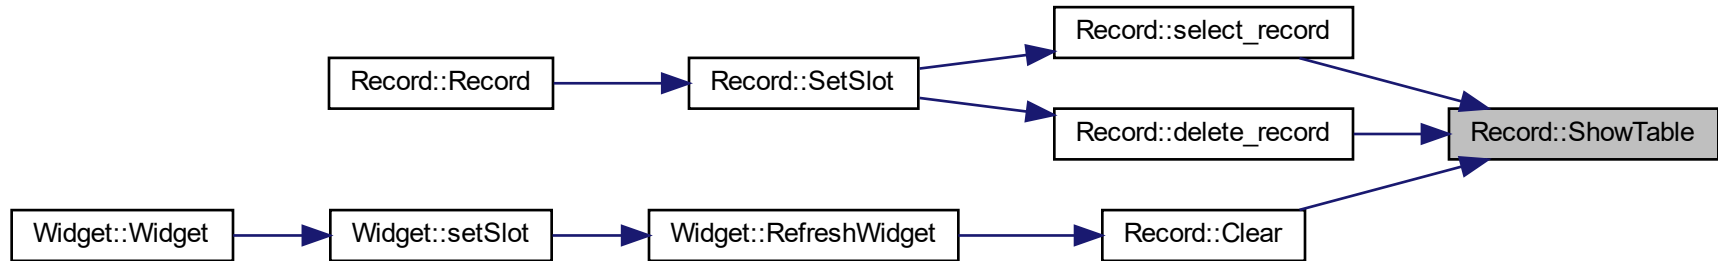 Record::select_record
Record::Record
Record::SetSlot
Record::delete_record
Record::ShowTable
Widget::Widget
Widget::setSlot
Widget::RefreshWidget
Record::Clear